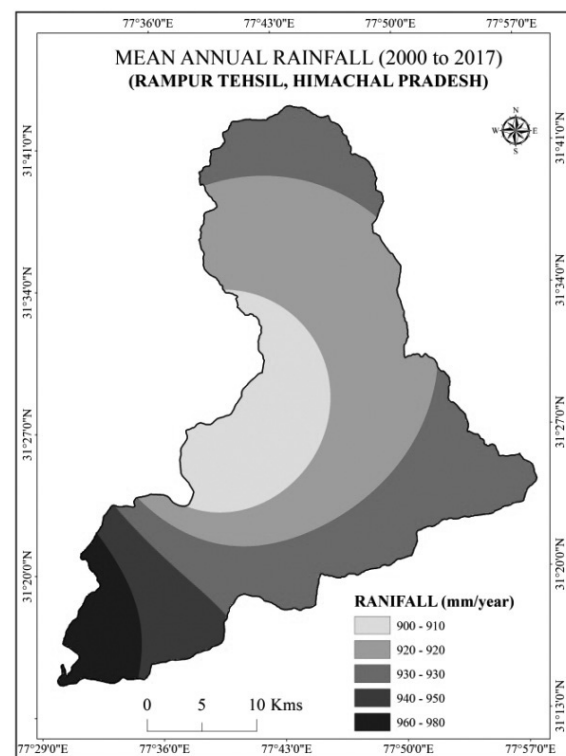 77°36'0"E 77°43'0"E 77°50'0"E 77°57'0"E
MEAN ANNUAL RAINFALL (2000 to 2017)
(RAMPUR TEHSIL, HIMACHAL PRADESH)
N
W E
S
31°41'0"N 31°41'0"N
31°34'0"N 31°34'0"N
31°27'0"N 31°27'0"N
31°20'0"N 31°20'0"N
31°13'0"N
RANIFALL (mm/year)
900 - 910
920 - 920
930 - 930
940 - 950
960 - 980
0 5 10 Kms
77°29'0"E 77°36'0"E 77°43'0"E 77°50'0"E 77°57'0"E